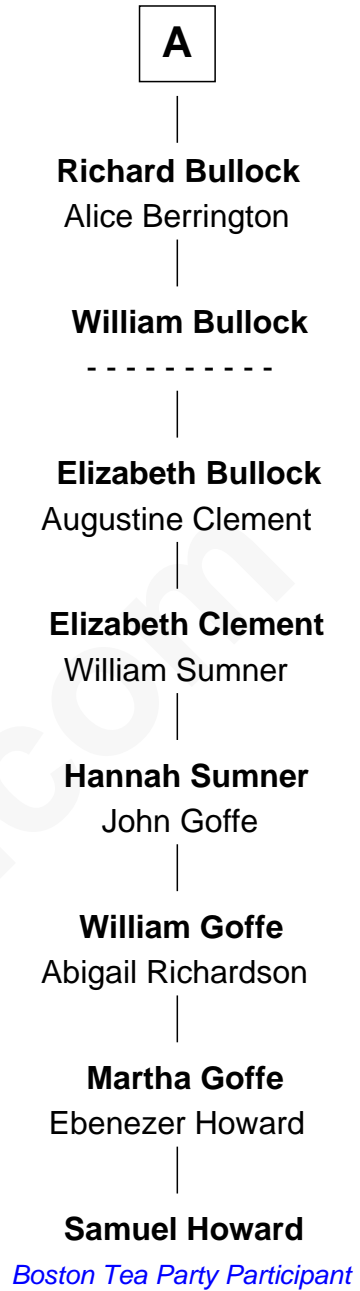 A
Richard Bullock
Alice Berrington
William Bullock
- - - - - - - - - -
Elizabeth Bullock
Augustine Clement
Elizabeth Clement
William Sumner
Hannah Sumner
John Goffe
William Goffe
Abigail Richardson
Martha Goffe
Ebenezer Howard
Samuel Howard
Boston Tea Party Participant